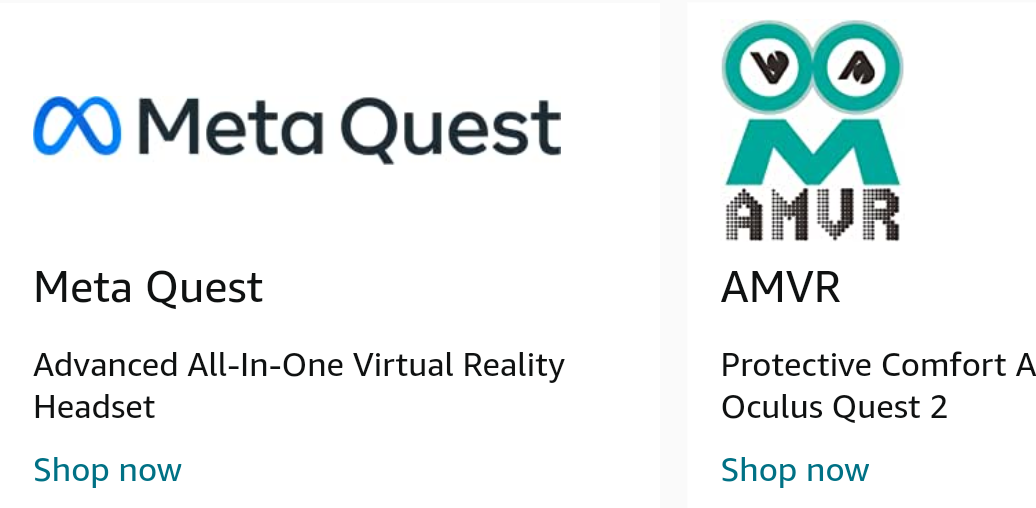 Meta Quest
AMVR
Meta Quest
Advanced All-In-One Virtual Reality
Headset
Shop now
AMVR
Protective Comfort A
Oculus Quest 2
Shop now